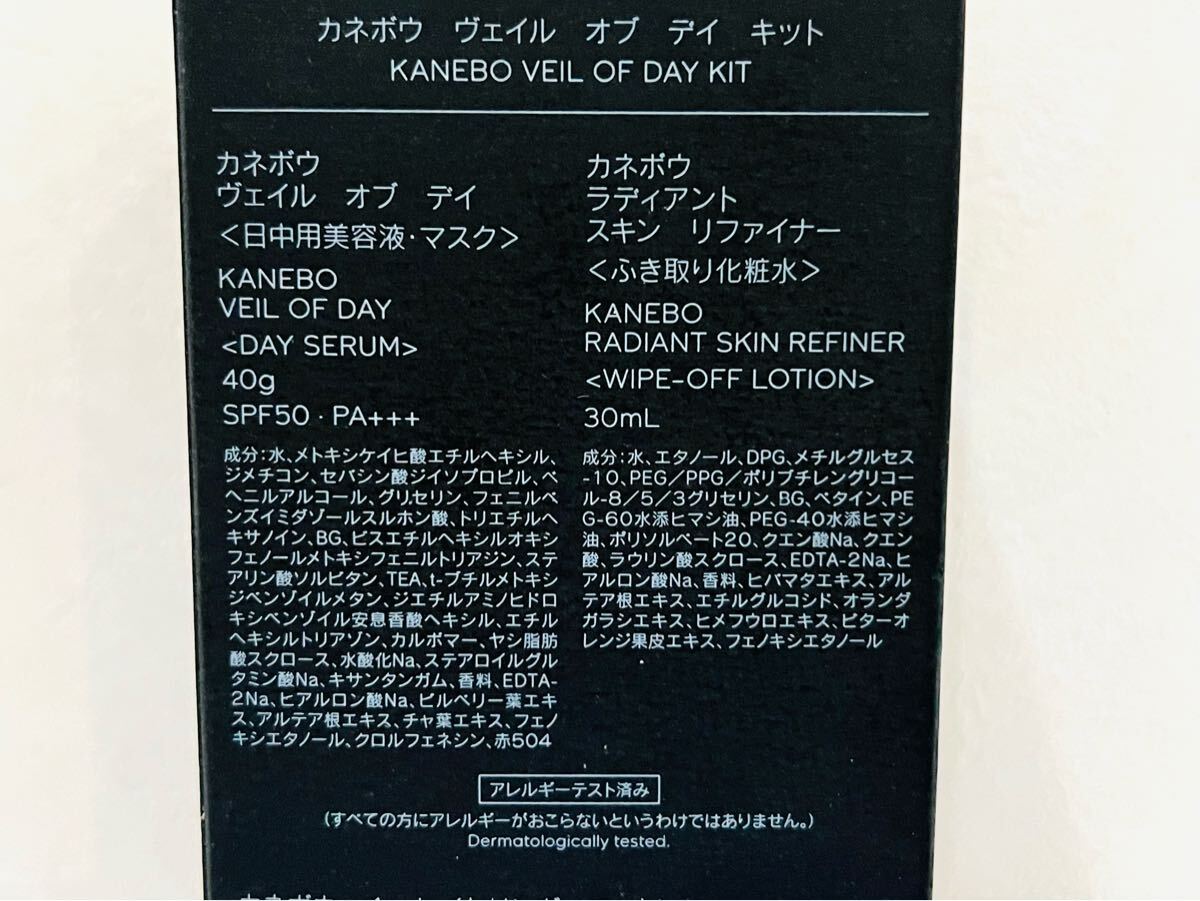 カネボウ ヴェイル オブ デイ キット
KANEBO VEIL OF DAY KIT
カネボウ
ヴェイル オブ デイ
<日中用美容液・マスク>
KANEBO
VEIL OF DAY
<DAY SERUM>
40g
SPF50・PA+++
成分:水、メトキシケイヒ酸エチルヘキシル、
ジメチコン、セバシン酸ジイソプロピル、ベ
ヘニルアルコール、グリセリン、フェニルベ
ンズイミダゾールスルホン酸、トリエチルヘ
キサノイン、BG、ビスエチルヘキシルオキシ
フェノールメトキシフェニルトリアジン、ステ
アリン酸ソルビタン、TEA、t-ブチルメトキシ
ジベンゾイルメタン、ジエチルアミノヒドロ
キシベンゾイル安息香酸ヘキシル、エチル
ヘキシルトリアゾン、カルボマー、ヤシ脂肪
酸スクロース、水酸化Na、ステアロイルグル
タミン酸Na、キサンタンガム、香料、EDTA-
2Na、ヒアルロン酸Na、ビルベリー葉エキ
ス、アルテア根エキス、チャ葉エキス、フェノ
キシエタノール、クロルフェネシン、赤504
カネボウ
ラディアント
スキン リファイナー
<ふき取り化粧水>
KANEBO
RADIANT SKIN REFINER
<WIPE-OFF LOTION>
30mL
成分:水、エタノール、DPG、メチルグルセス
-10、PEG/PPG/ポリブチレングリコー
ル-8/5/3グリセリン、BG、ベタイン、PE
G-60水添ヒマシ油、PEG-40水添ヒマシ
油、ポリソルベート20、クエン酸Na、クエン
酸、ラウリン酸スクロース、EDTA-2Na、ヒ
アルロン酸Na、香料、ヒバマタエキス、アル
テア根エキス、エチルグルコシド、オランダ
ガラシエキス、ヒメフウロエキス、ビターオ
レンジ果皮エキス、フェノキシエタノール
アレルギーテスト済み
(すべての方にアレルギーがおこらないというわけではありません。)
Dermatologically tested.